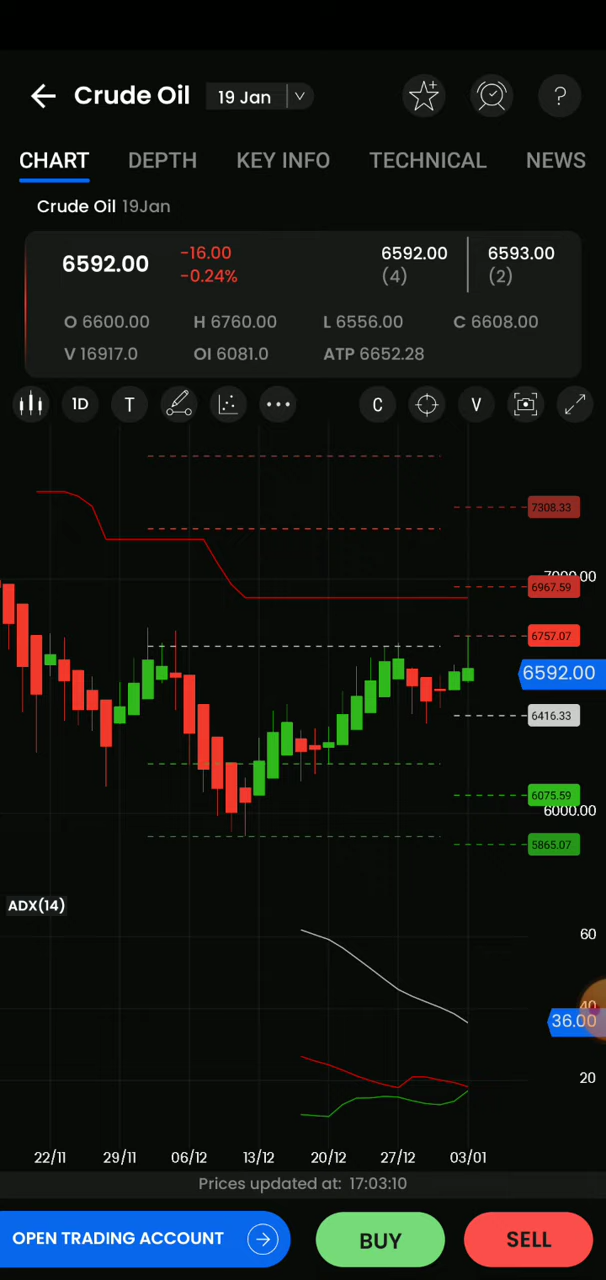 Crude Oil 19 Jan
CHART DEPTH KEY INFO TECHNICAL NEWS
Crude Oil 19Jan
6592.00 -16.00 -0.24% 6592.00 (4) 6593.00 (2)
O 6600.00 H 6760.00 L 6556.00 C 6608.00
V 16917.0 OI 6081.0 ATP 6652.28
1D T C V
7308.33
7000.00
6967.59
6757.07
6592.00
6416.33
6075.59
6000.00
5865.07
ADX(14)
60
40
36.00
20
22/11 29/11 06/12 13/12 20/12 27/12 03/01
Prices updated at: 17:03:10
OPEN TRADING ACCOUNT BUY SELL